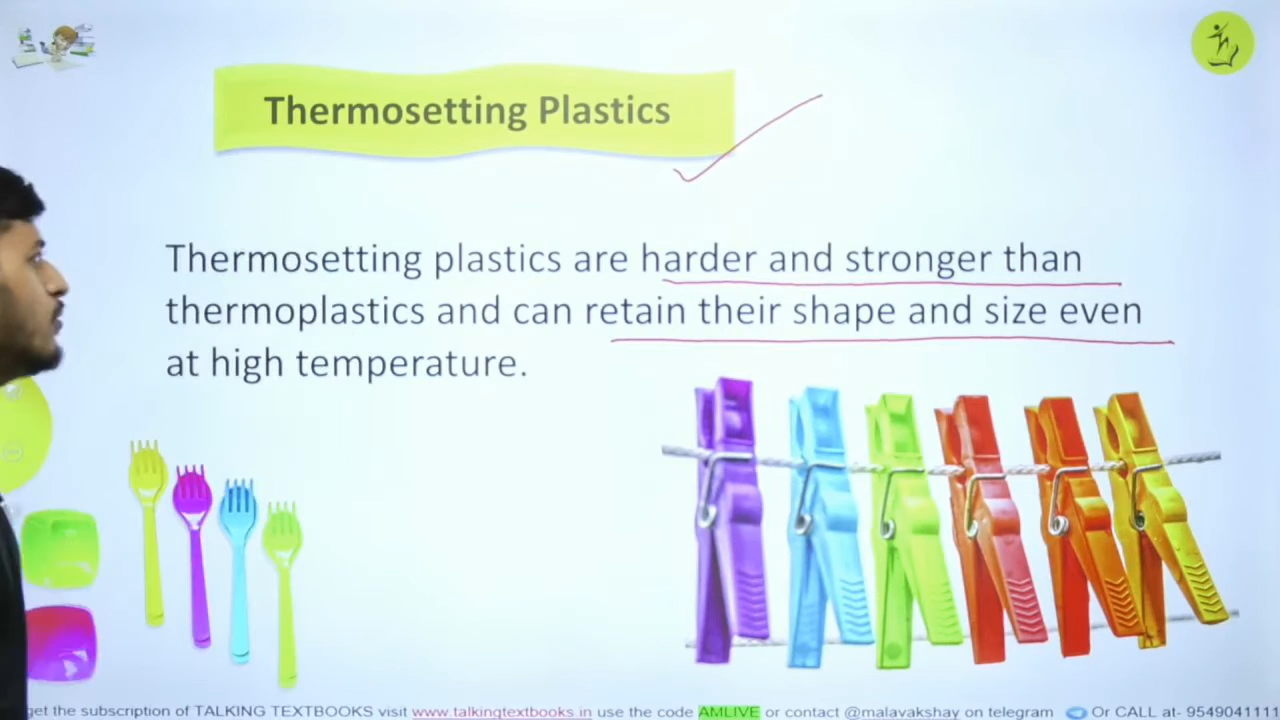 Thermosetting Plastics
Thermosetting plastics are harder and stronger than
thermoplastics and can retain their shape and size even
at high temperature.
get the subscription of TALKING TEXTBOOKS visit www.talkingtextbooks.in use the code AMLIVE or contact @malavakshay on telegram Or CALL at- 9549041111